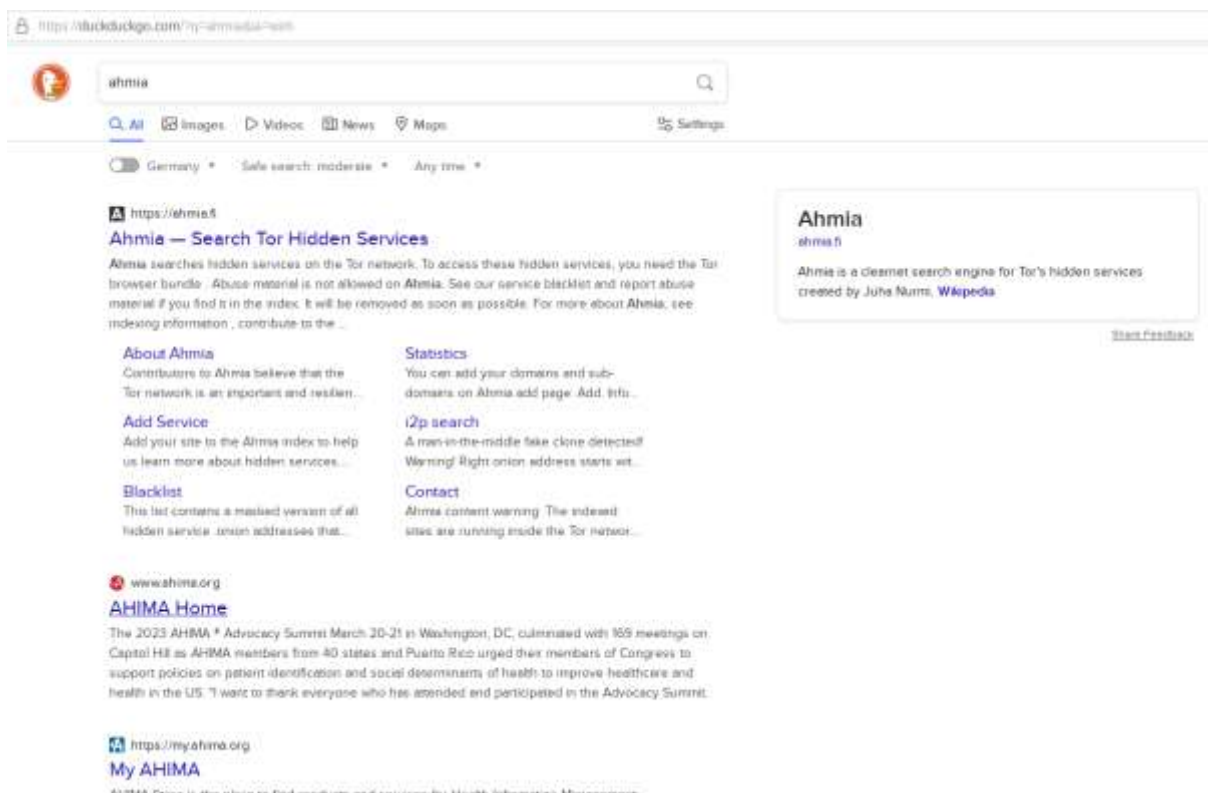 https://duckduckgo.com/?q=ahmia&ia=web
ahmia
All Images Videos News Maps Settings
Germany Safe search: moderate Any time
https://ahmia.fi
Ahmia — Search Tor Hidden Services
Ahmia searches hidden services on the Tor network. To access these hidden services, you need the Tor
browser bundle . Abuse material is not allowed on Ahmia. See our service blacklist and report abuse
material if you find it in the index. It will be removed as soon as possible. For more about Ahmia, see
indexing information , contribute to the ...
About Ahmia
Contributors to Ahmia believe that the
Tor network is an important and resilien...
Statistics
You can add your domains and sub-
domains on Ahmia add page. Add. Info...
Add Service
Add your site to the Ahmia index to help
us learn more about hidden services...
i2p search
A man-in-the-middle fake clone detected!
Warning! Right onion address starts wit...
Blacklist
This list contains a masked version of all
hidden service .onion addresses that...
Contact
Ahmia content warning. The indexed
sites are running inside the Tor networ...
www.ahima.org
AHIMA Home
The 2023 AHIMA * Advocacy Summit March 20-21 in Washington, DC, culminated with 169 meetings on
Capitol Hill as AHIMA members from 40 states and Puerto Rico urged their members of Congress to
support policies on patient identification and social determinants of health to improve healthcare and
health in the US. "I want to thank everyone who has attended and participated in the Advocacy Summit.
https://my.ahima.org
My AHIMA
Ahmia
ahmia.fi
Ahmia is a clearnet search engine for Tor's hidden services
created by Juha Nurmi. Wikipedia
Share Feedback